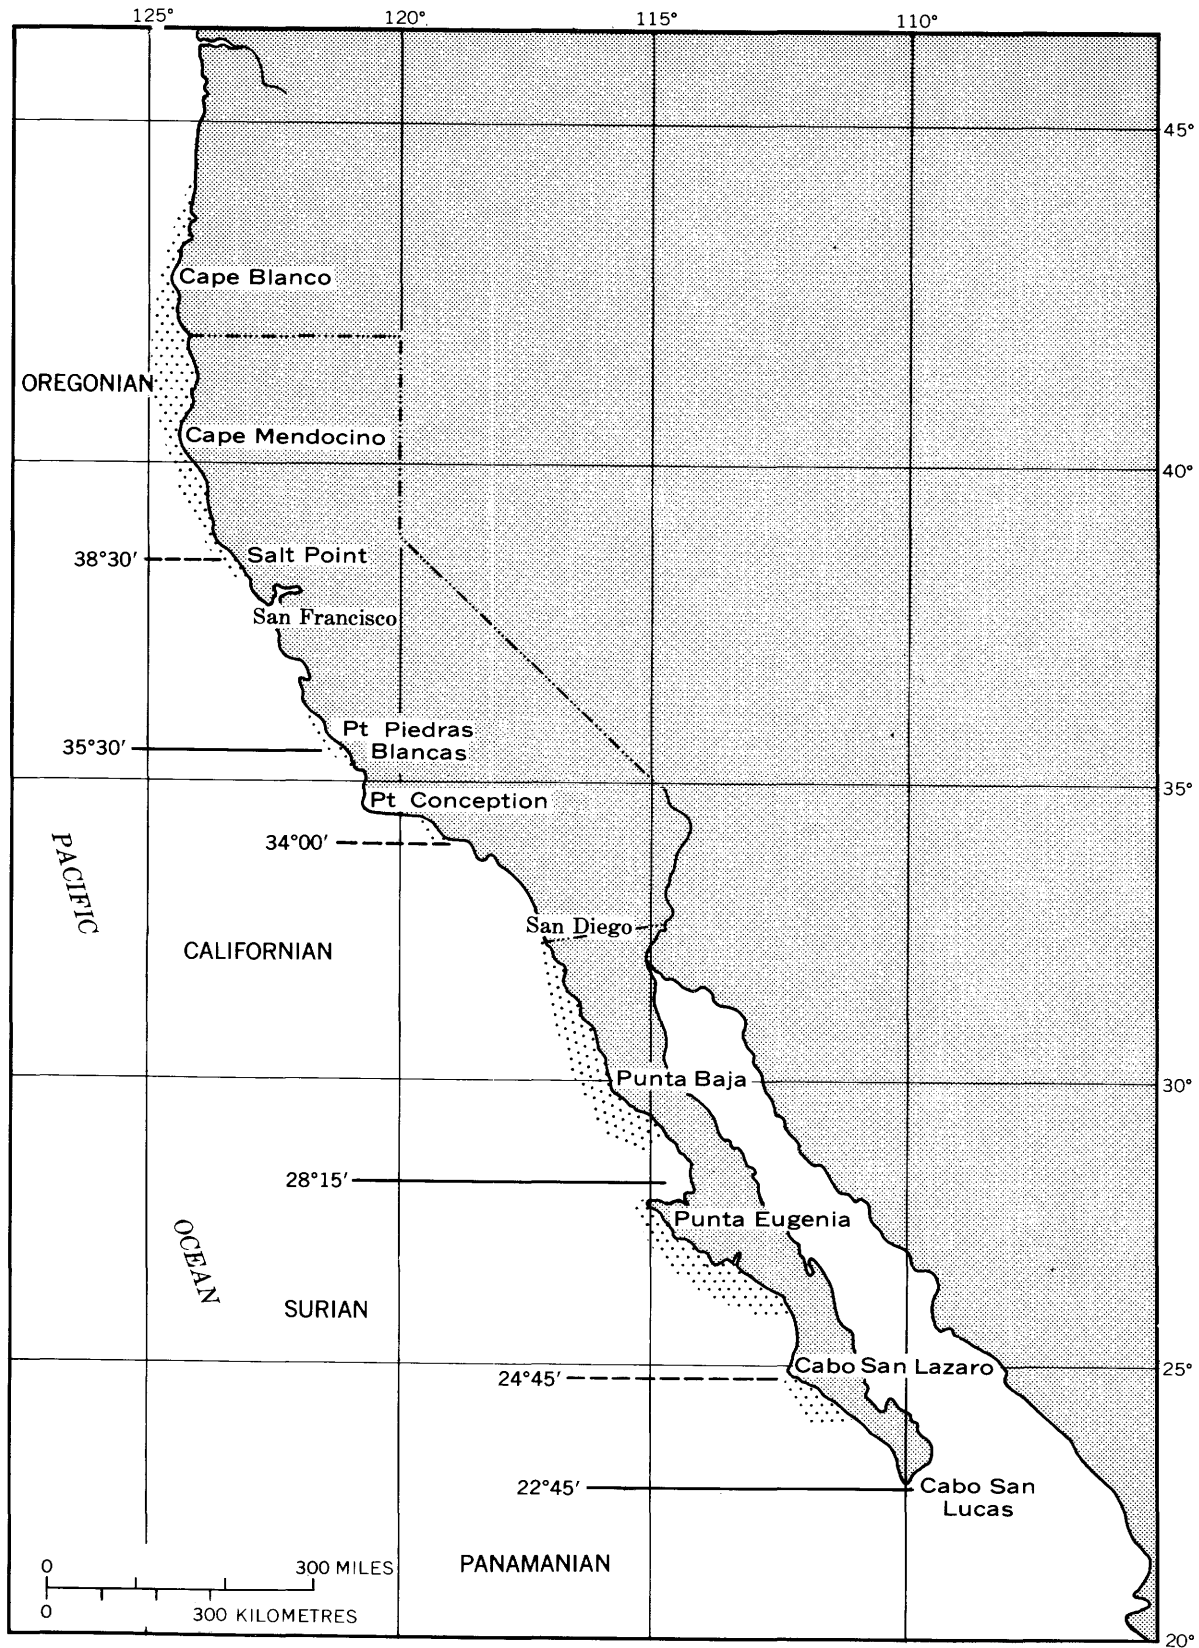 125°
120°
115°
110°
45°
Cape Blanco
OREGONIAN
Cape Mendocino
40°
38°30′
Salt Point
San Francisco
Pt Piedras
Blancas
35°30′
35°
Pt Conception
34°00′
PACIFIC
San Diego
CALIFORNIAN
Punta Baja
30°
28°15′
Punta Eugenia
OCEAN
SURIAN
Cabo San Lazaro
25°
24°45′
22°45′
Cabo San
Lucas
PANAMANIAN
0
300 MILES
0
300 KILOMETRES
20°